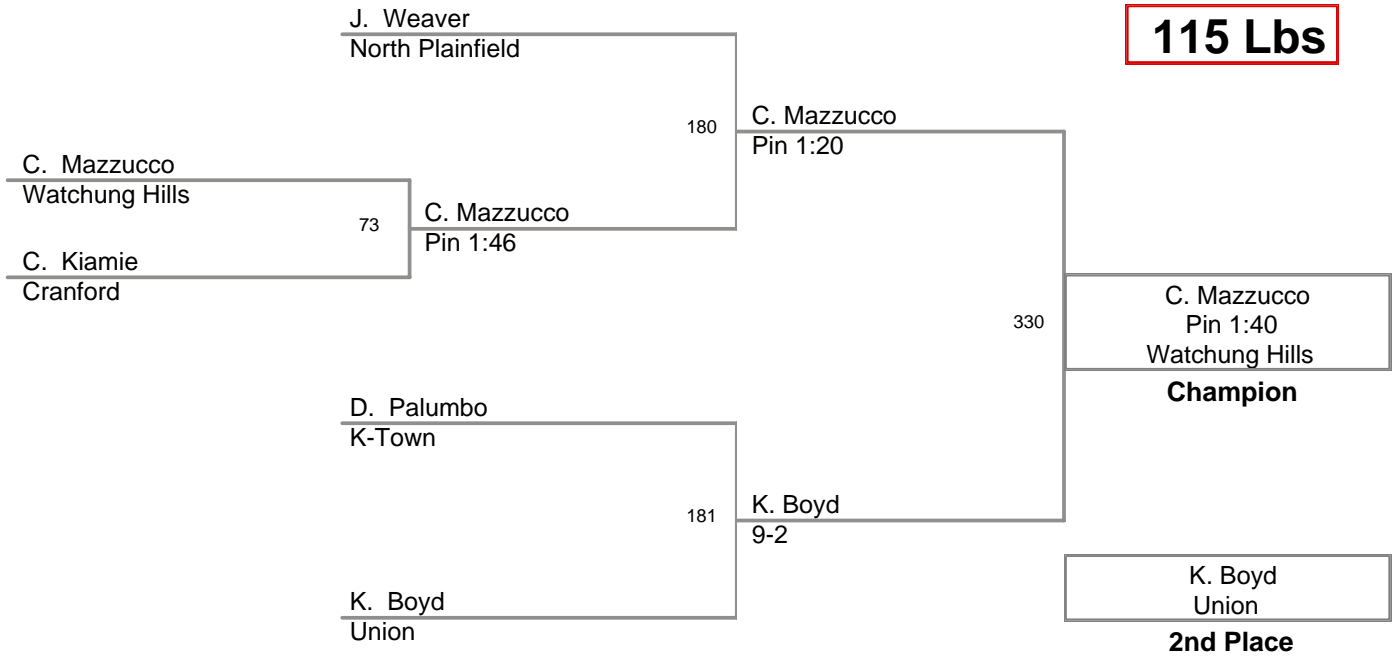 J. Weaver
North Plainfield
115 Lbs
180
C. Mazzucco
Pin 1:20
C. Mazzucco
Watchung Hills
73
C. Mazzucco
Pin 1:46
C. Kiamie
Cranford
330
C. Mazzucco
Pin 1:40
Watchung Hills
Champion
D. Palumbo
K-Town
181
K. Boyd
9-2
K. Boyd
Union
K. Boyd
Union
2nd Place